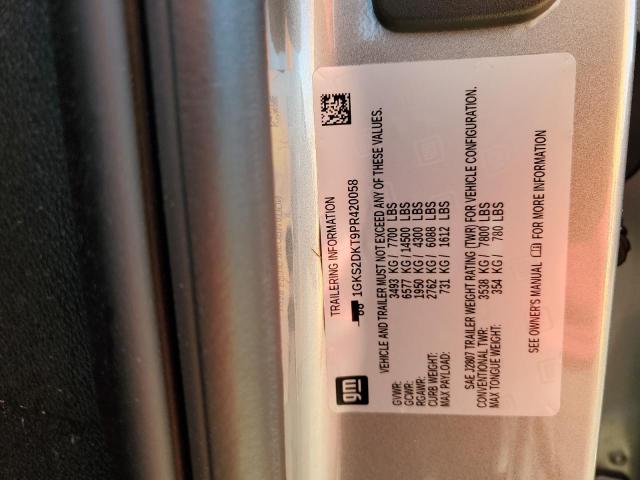 gm
TRAILERING INFORMATION
1GKS2DKT9PR420058
VEHICLE AND TRAILER MUST NOT EXCEED ANY OF THESE VALUES.
GVWR: 3493 KG / 7700 LBS
GCWR: 6577 KG / 14500 LBS
RGAWR: 1950 KG / 4300 LBS
CURB WEIGHT: 2762 KG / 6088 LBS
MAX PAYLOAD: 731 KG / 1612 LBS
SAE J2807 TRAILER WEIGHT RATING (TWR) FOR VEHICLE CONFIGURATION.
CONVENTIONAL TWR: 3538 KG / 7800 LBS
MAX TONGUE WEIGHT: 354 KG / 780 LBS
SEE OWNER'S MANUAL FOR MORE INFORMATION